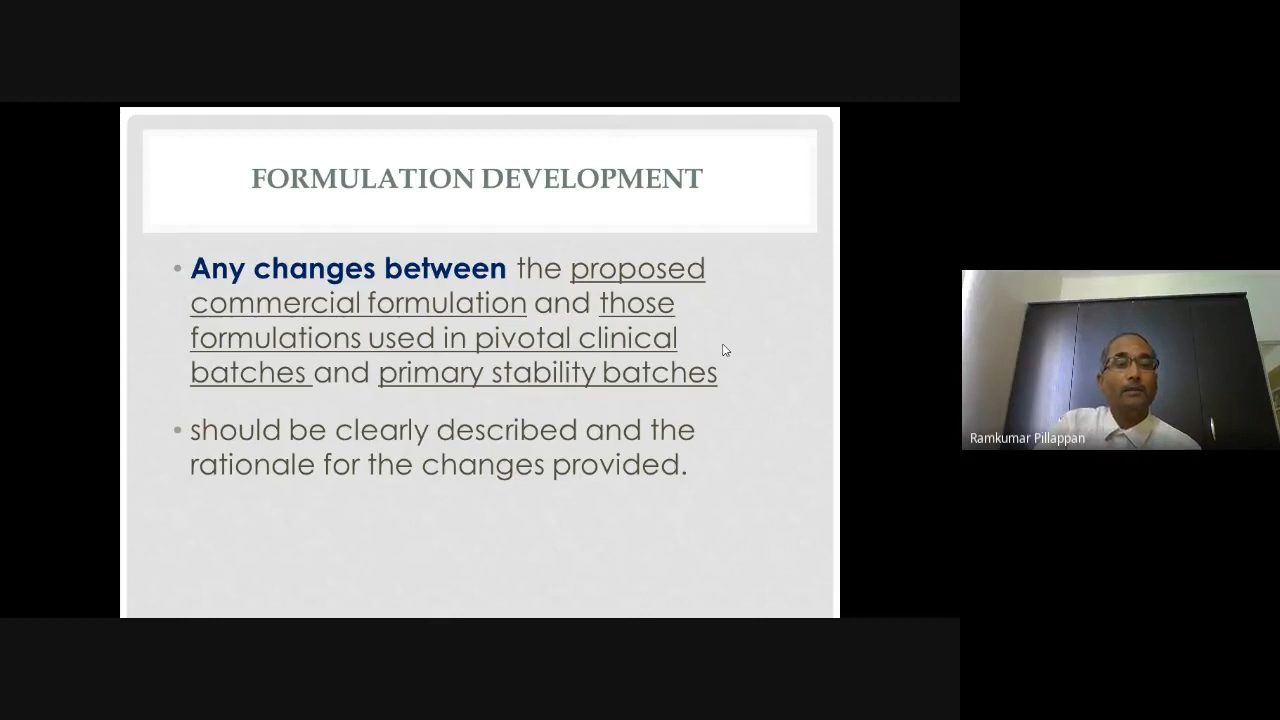 FORMULATION DEVELOPMENT
• Any changes between the proposed
commercial formulation and those
formulations used in pivotal clinical
batches and primary stability batches
• should be clearly described and the
rationale for the changes provided.
Ramkumar Pillappan